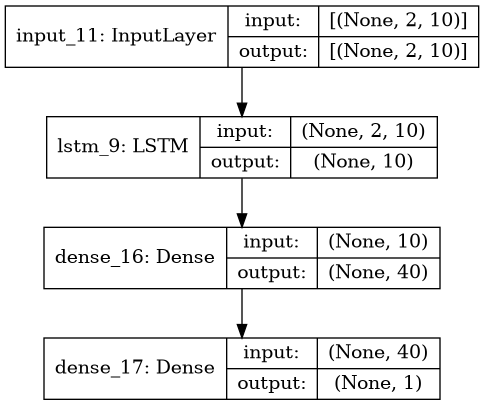 input_11: InputLayer
input: [(None, 2, 10)]
output: [(None, 2, 10)]
lstm_9: LSTM
input: (None, 2, 10)
output: (None, 10)
dense_16: Dense
input: (None, 10)
output: (None, 40)
dense_17: Dense
input: (None, 40)
output: (None, 1)